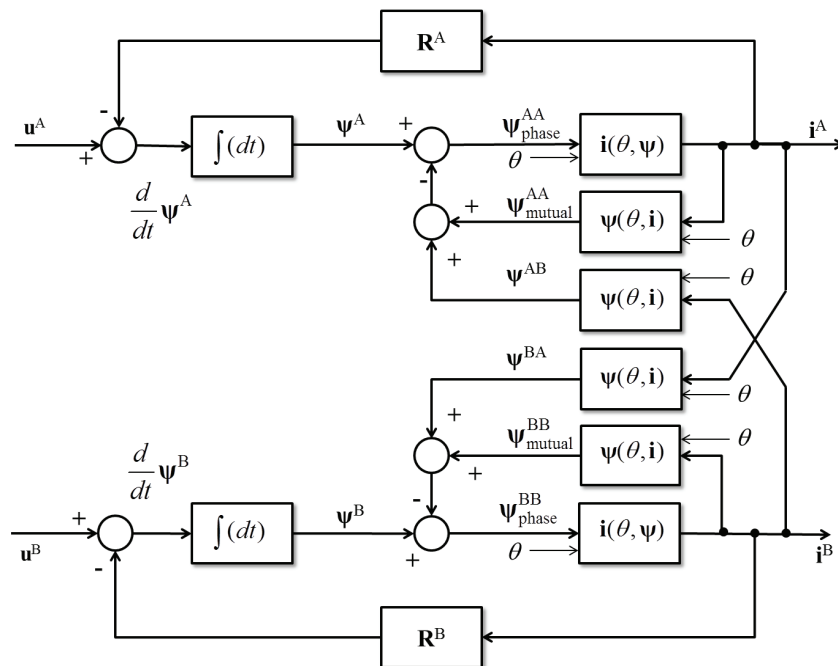 R^A
-
u^A
+
∫(dt)
d/dt ψ^A
ψ^A
+
-
ψ^AA_phase
θ
i(θ, ψ)
i^A
+
ψ^AA_mutual
ψ(θ, i)
θ
+
ψ^AB
ψ(θ, i)
θ
ψ^BA
ψ(θ, i)
θ
+
ψ^BB_mutual
+
ψ(θ, i)
θ
d/dt ψ^B
-
+
u^B
-
∫(dt)
ψ^B
+
ψ^BB_phase
θ
i(θ, ψ)
i^B
R^B